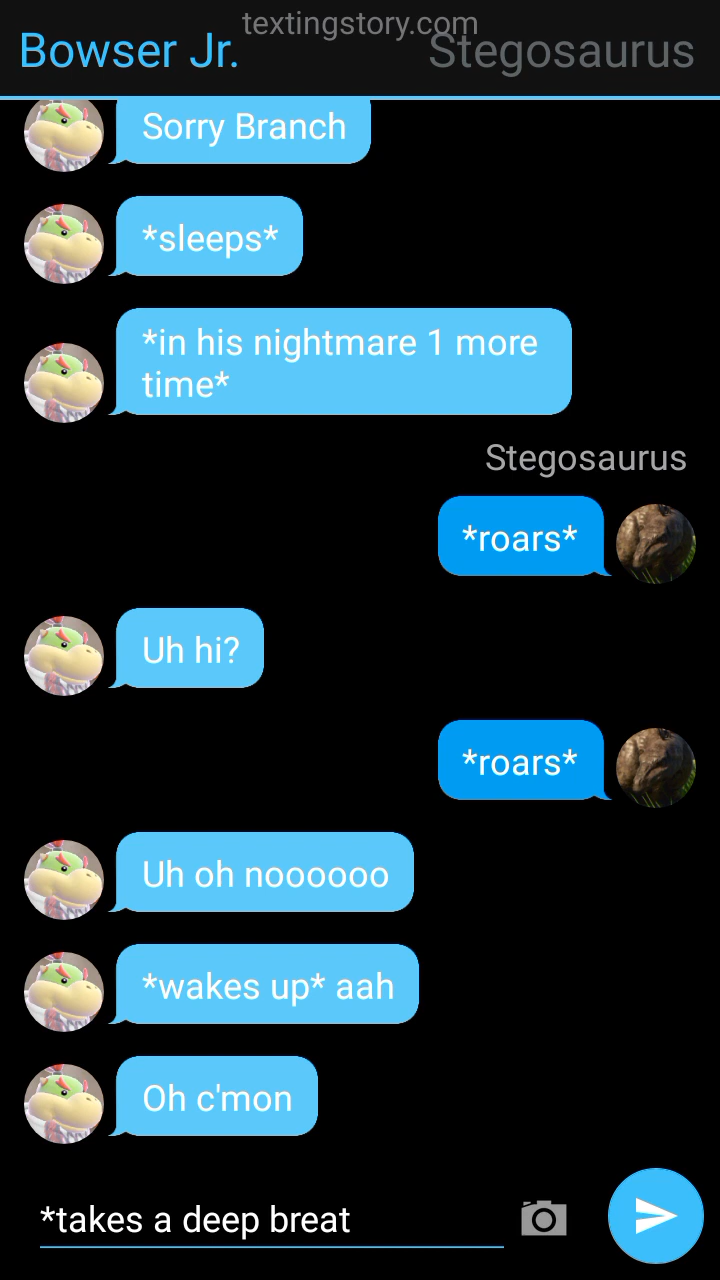 textingstory.com
Bowser Jr.
Stegosaurus
Sorry Branch
*sleeps*
*in his nightmare 1 more
time*
Stegosaurus
*roars*
Uh hi?
*roars*
Uh oh noooooo
*wakes up* aah
Oh c'mon
*takes a deep breat